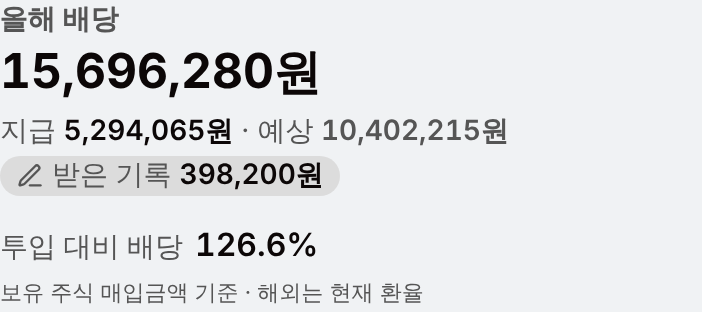 올해 배당
15,696,280원
지급 5,294,065원 · 예상 10,402,215원
받은 기록 398,200원
투입 대비 배당 126.6%
보유 주식 매입금액 기준 · 해외는 현재 환율